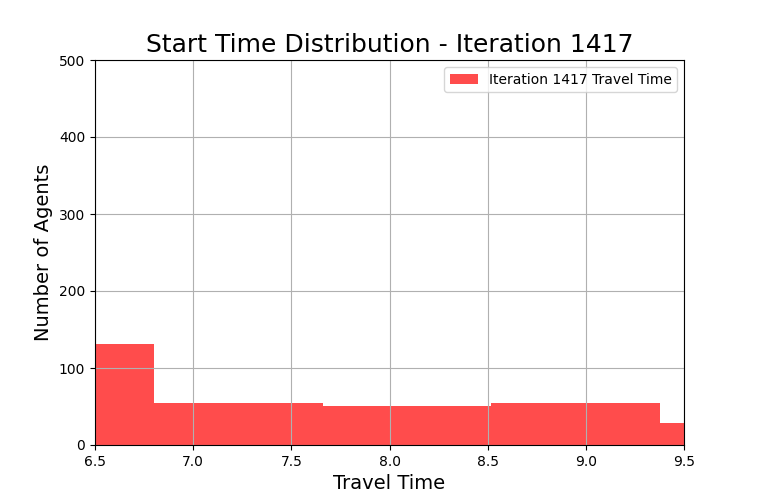 Start Time Distribution - Iteration 1417
Iteration 1417 Travel Time
Number of Agents
500
400
300
200
100
0
6.5 7.0 7.5 8.0 8.5 9.0 9.5
Travel Time